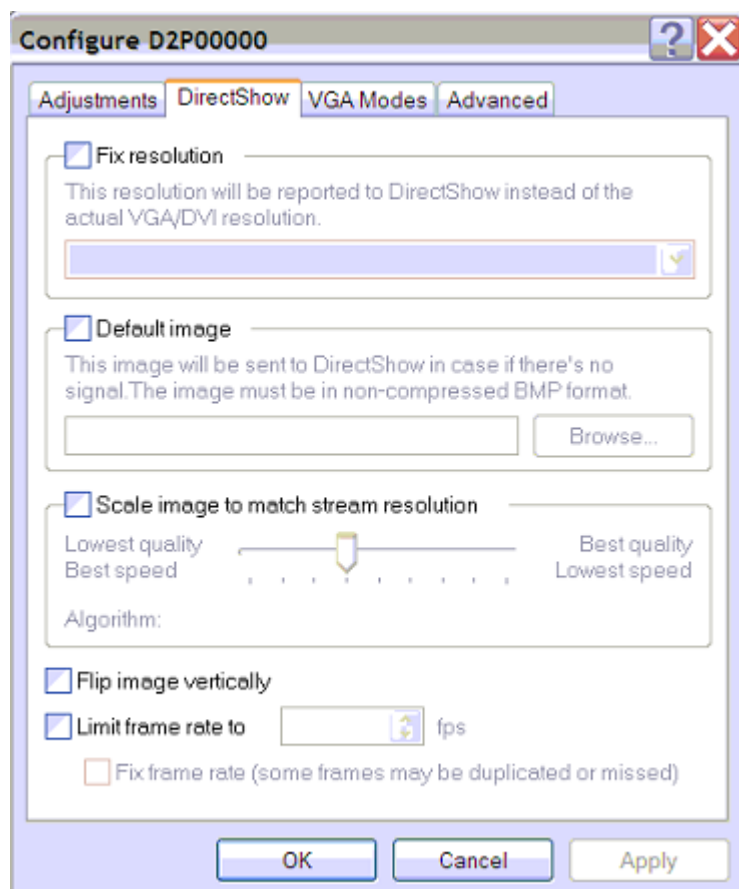 Configure D2P00000
Adjustments DirectShow VGA Modes Advanced
Fix resolution
This resolution will be reported to DirectShow instead of the
actual VGA/DVI resolution.
Default image
This image will be sent to DirectShow in case if there's no
signal.The image must be in non-compressed BMP format.
Browse...
Scale image to match stream resolution
Lowest quality Best quality
Best speed Lowest speed
Algorithm:
Flip image vertically
Limit frame rate to fps
Fix frame rate (some frames may be duplicated or missed)
OK Cancel Apply